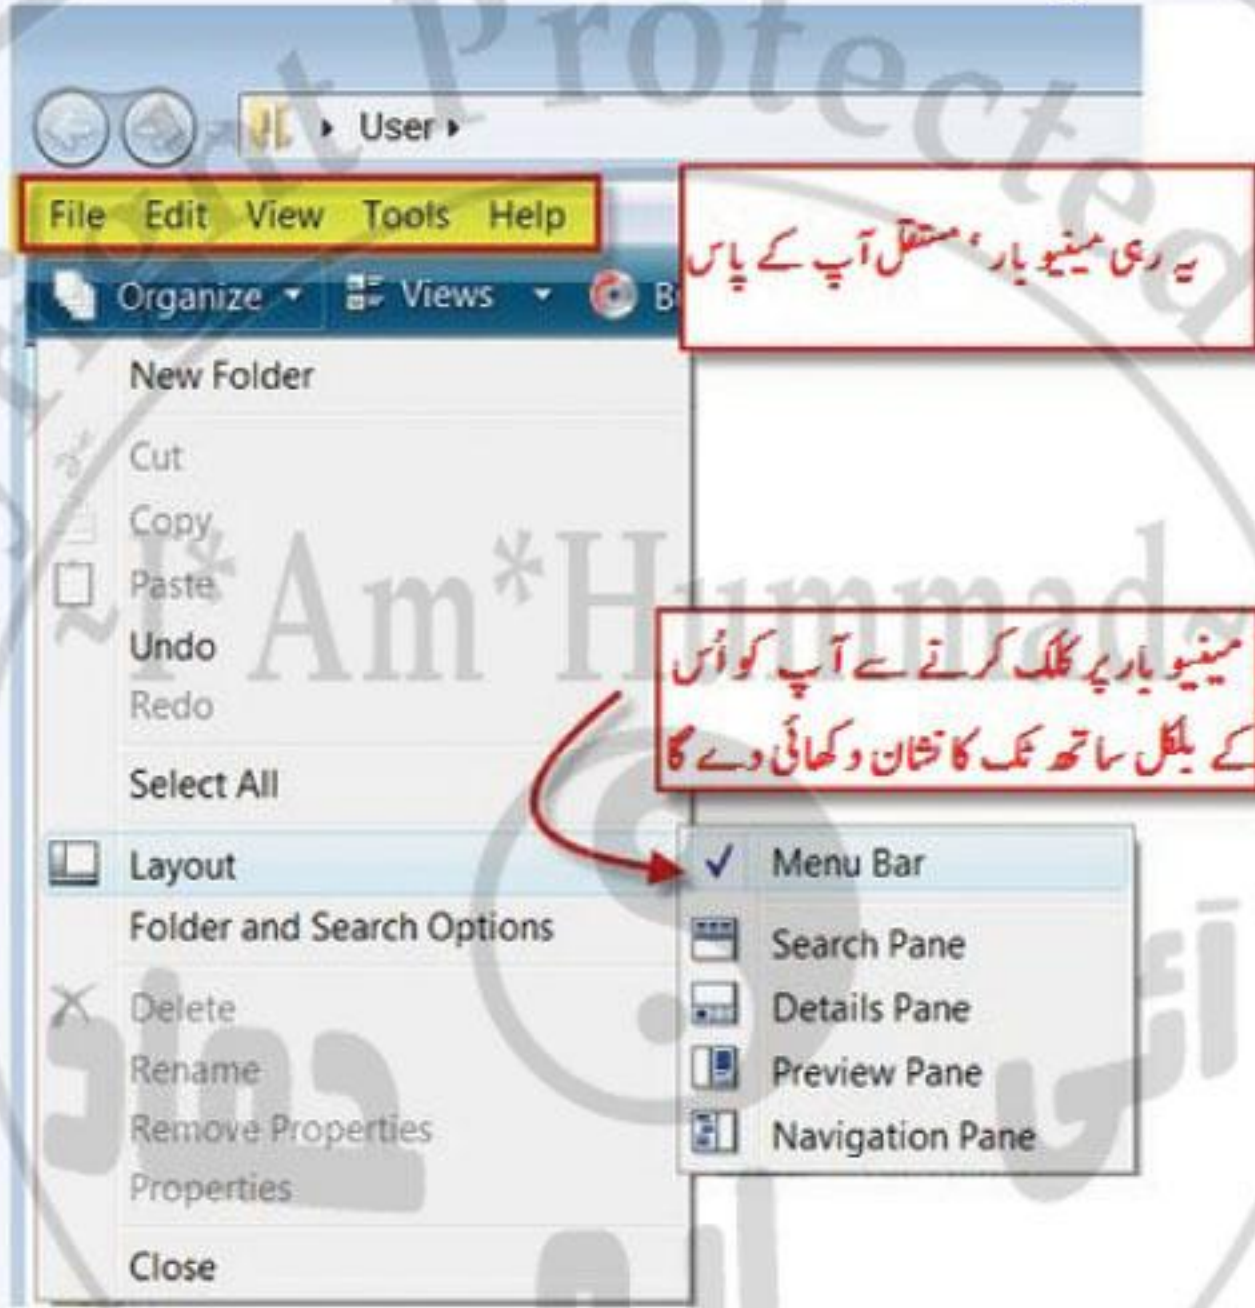 Protected
User
File Edit View Tools Help
یہ رہی مینیو بار، مستقل آپ کے پاس
Organize Views
New Folder
Cut
Copy
Paste
~I*Am*Hummad~
Undo
Redo
مینیو بار پر کلک کرنے سے آپ کو اُس
کے بلکل ساتھ ٹک کا نشان دکھائی دے گا
Select All
Layout
Menu Bar
Folder and Search Options
Search Pane
Delete
Details Pane
Rename
Preview Pane
Remove Properties
Navigation Pane
Properties
Close
حماد